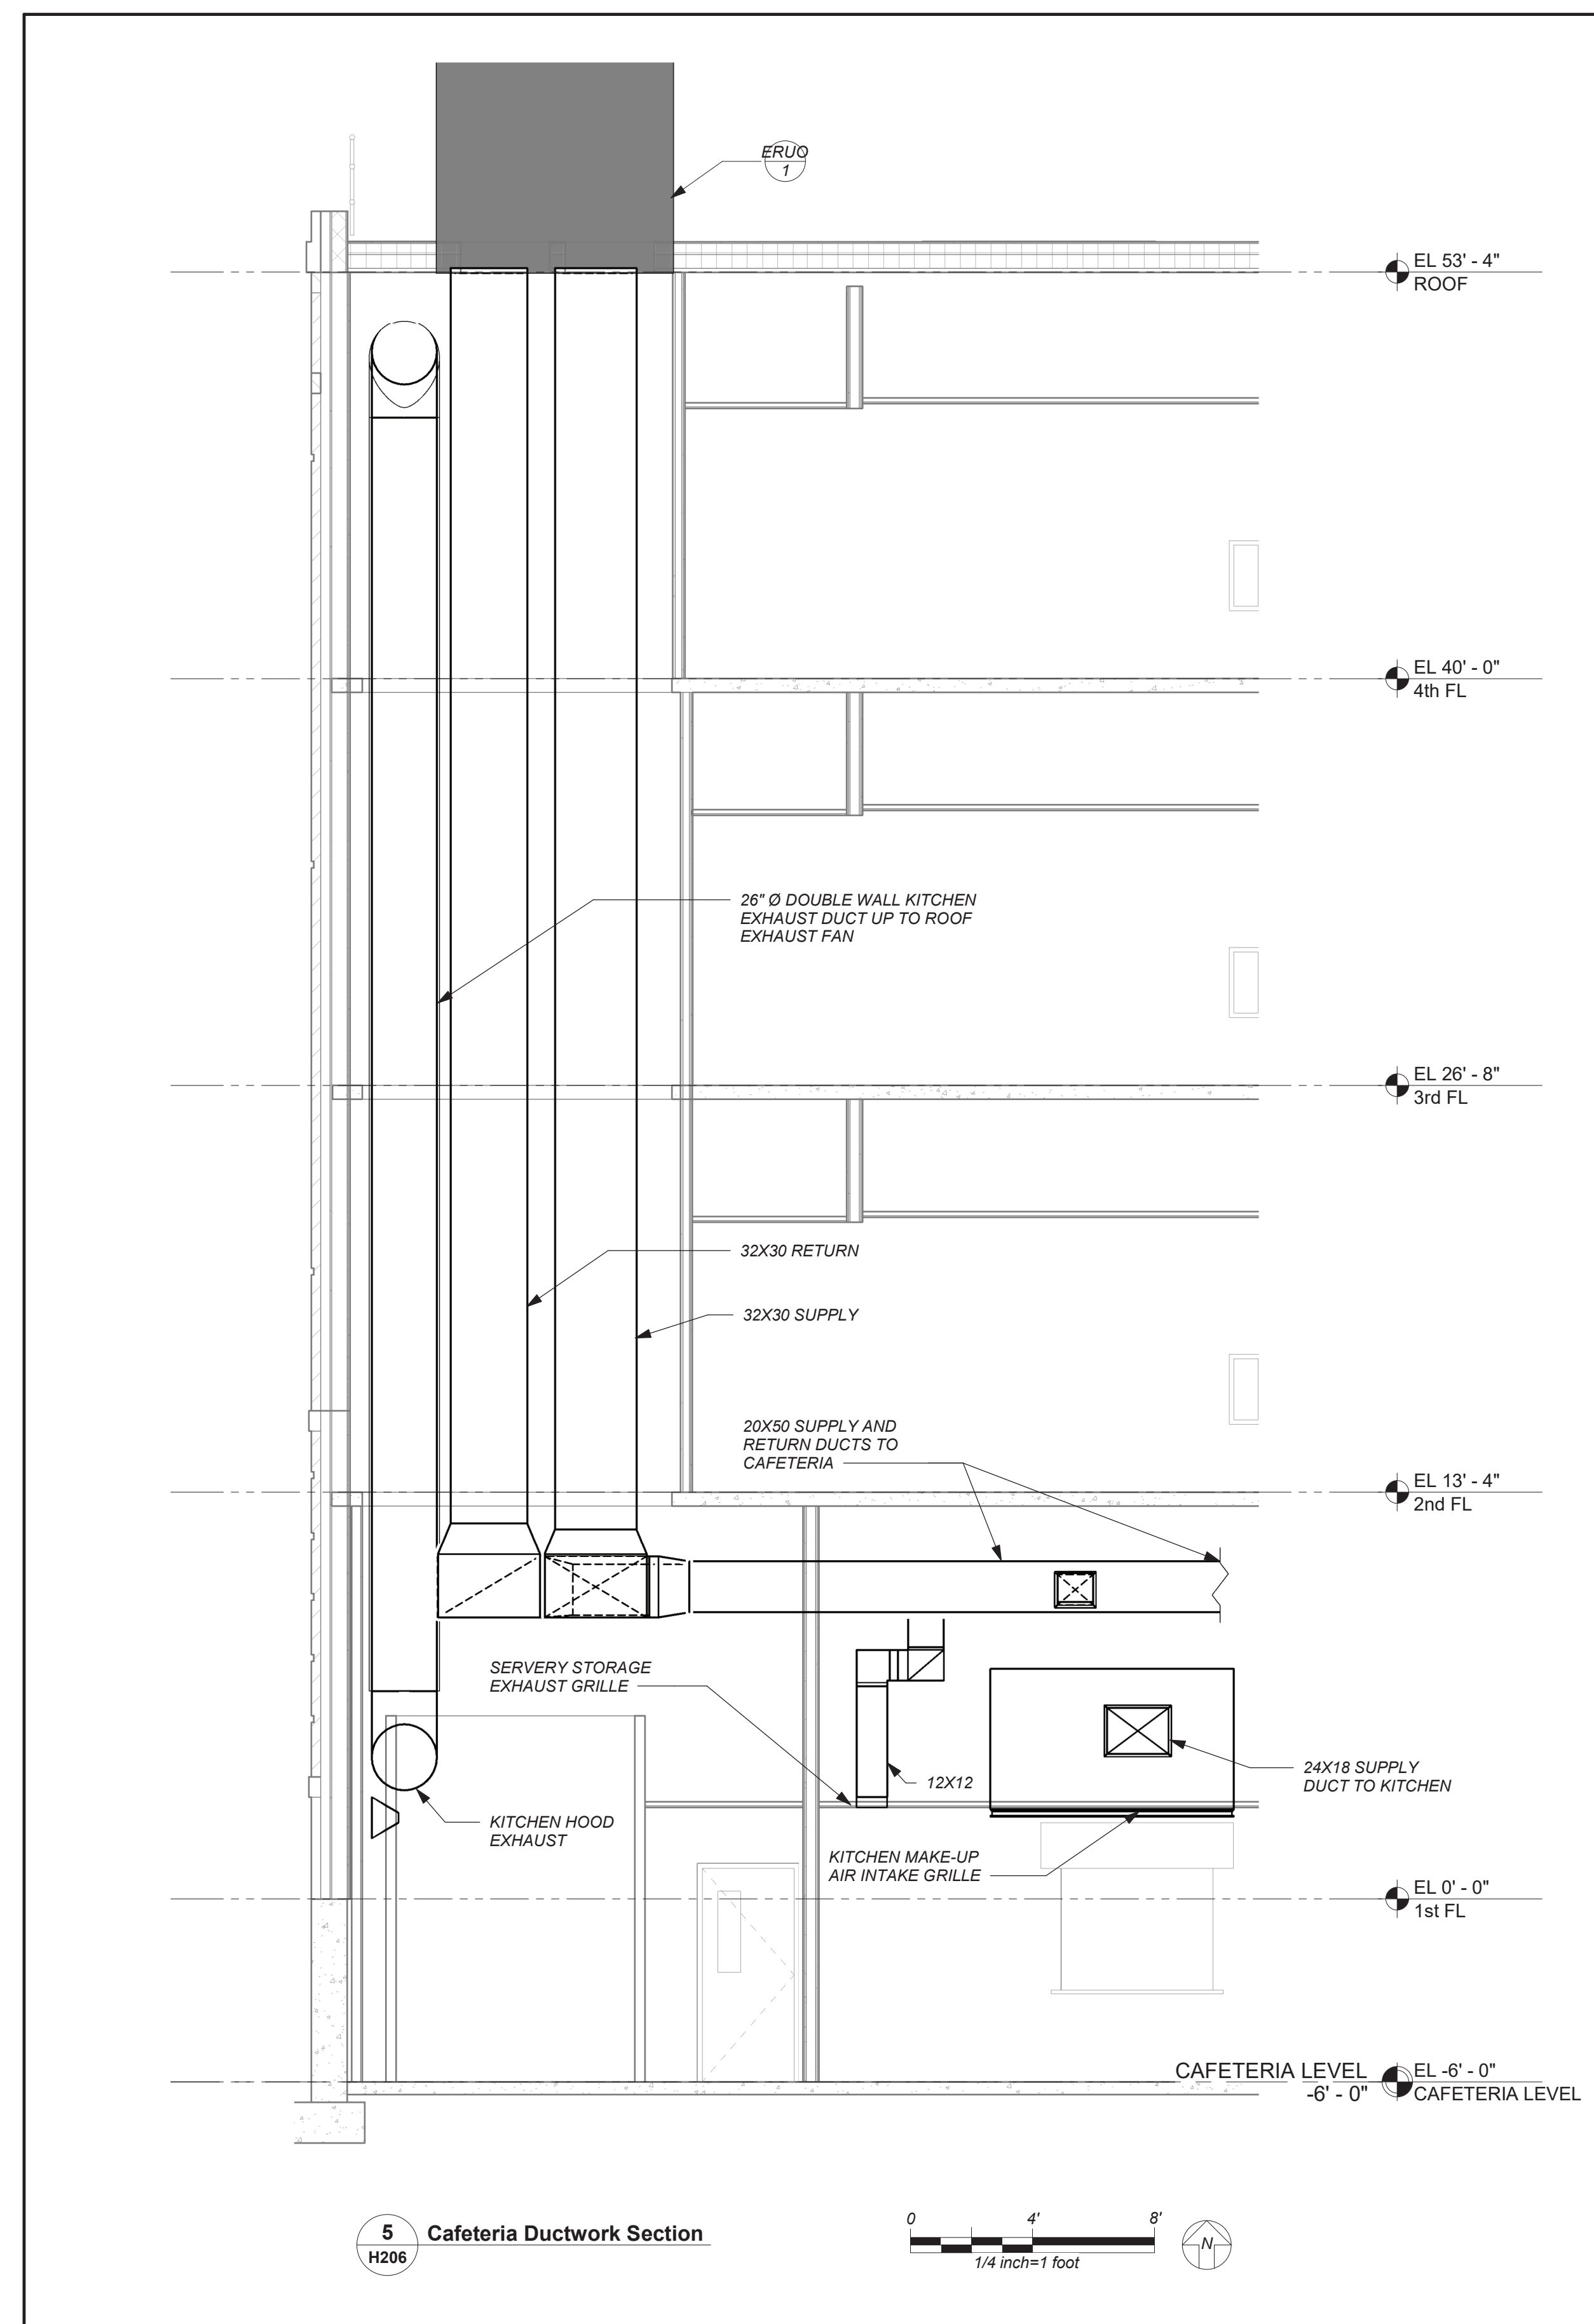 ERUO
1
EL 53' - 4"
ROOF
EL 40' - 0"
4th FL
26" Ø DOUBLE WALL KITCHEN
EXHAUST DUCT UP TO ROOF
EXHAUST FAN
EL 26' - 8"
3rd FL
32X30 RETURN
32X30 SUPPLY
20X50 SUPPLY AND
RETURN DUCTS TO
CAFETERIA
EL 13' - 4"
2nd FL
SERVERY STORAGE
EXHAUST GRILLE
12X12
24X18 SUPPLY
DUCT TO KITCHEN
KITCHEN HOOD
EXHAUST
KITCHEN MAKE-UP
AIR INTAKE GRILLE
EL 0' - 0"
1st FL
CAFETERIA LEVEL
-6' - 0"
EL -6' - 0"
CAFETERIA LEVEL
5
H206
Cafeteria Ductwork Section
0 4' 8'
1/4 inch=1 foot
N